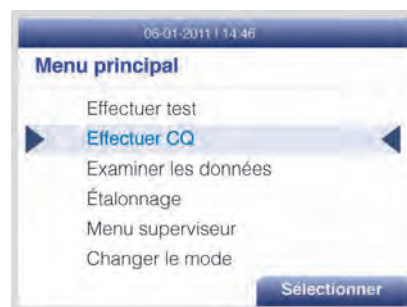 06-01-2011 | 14:46
Menu principal
Effectuer test
Effectuer CQ
Examiner les données
Étalonnage
Menu superviseur
Changer le mode
Sélectionner